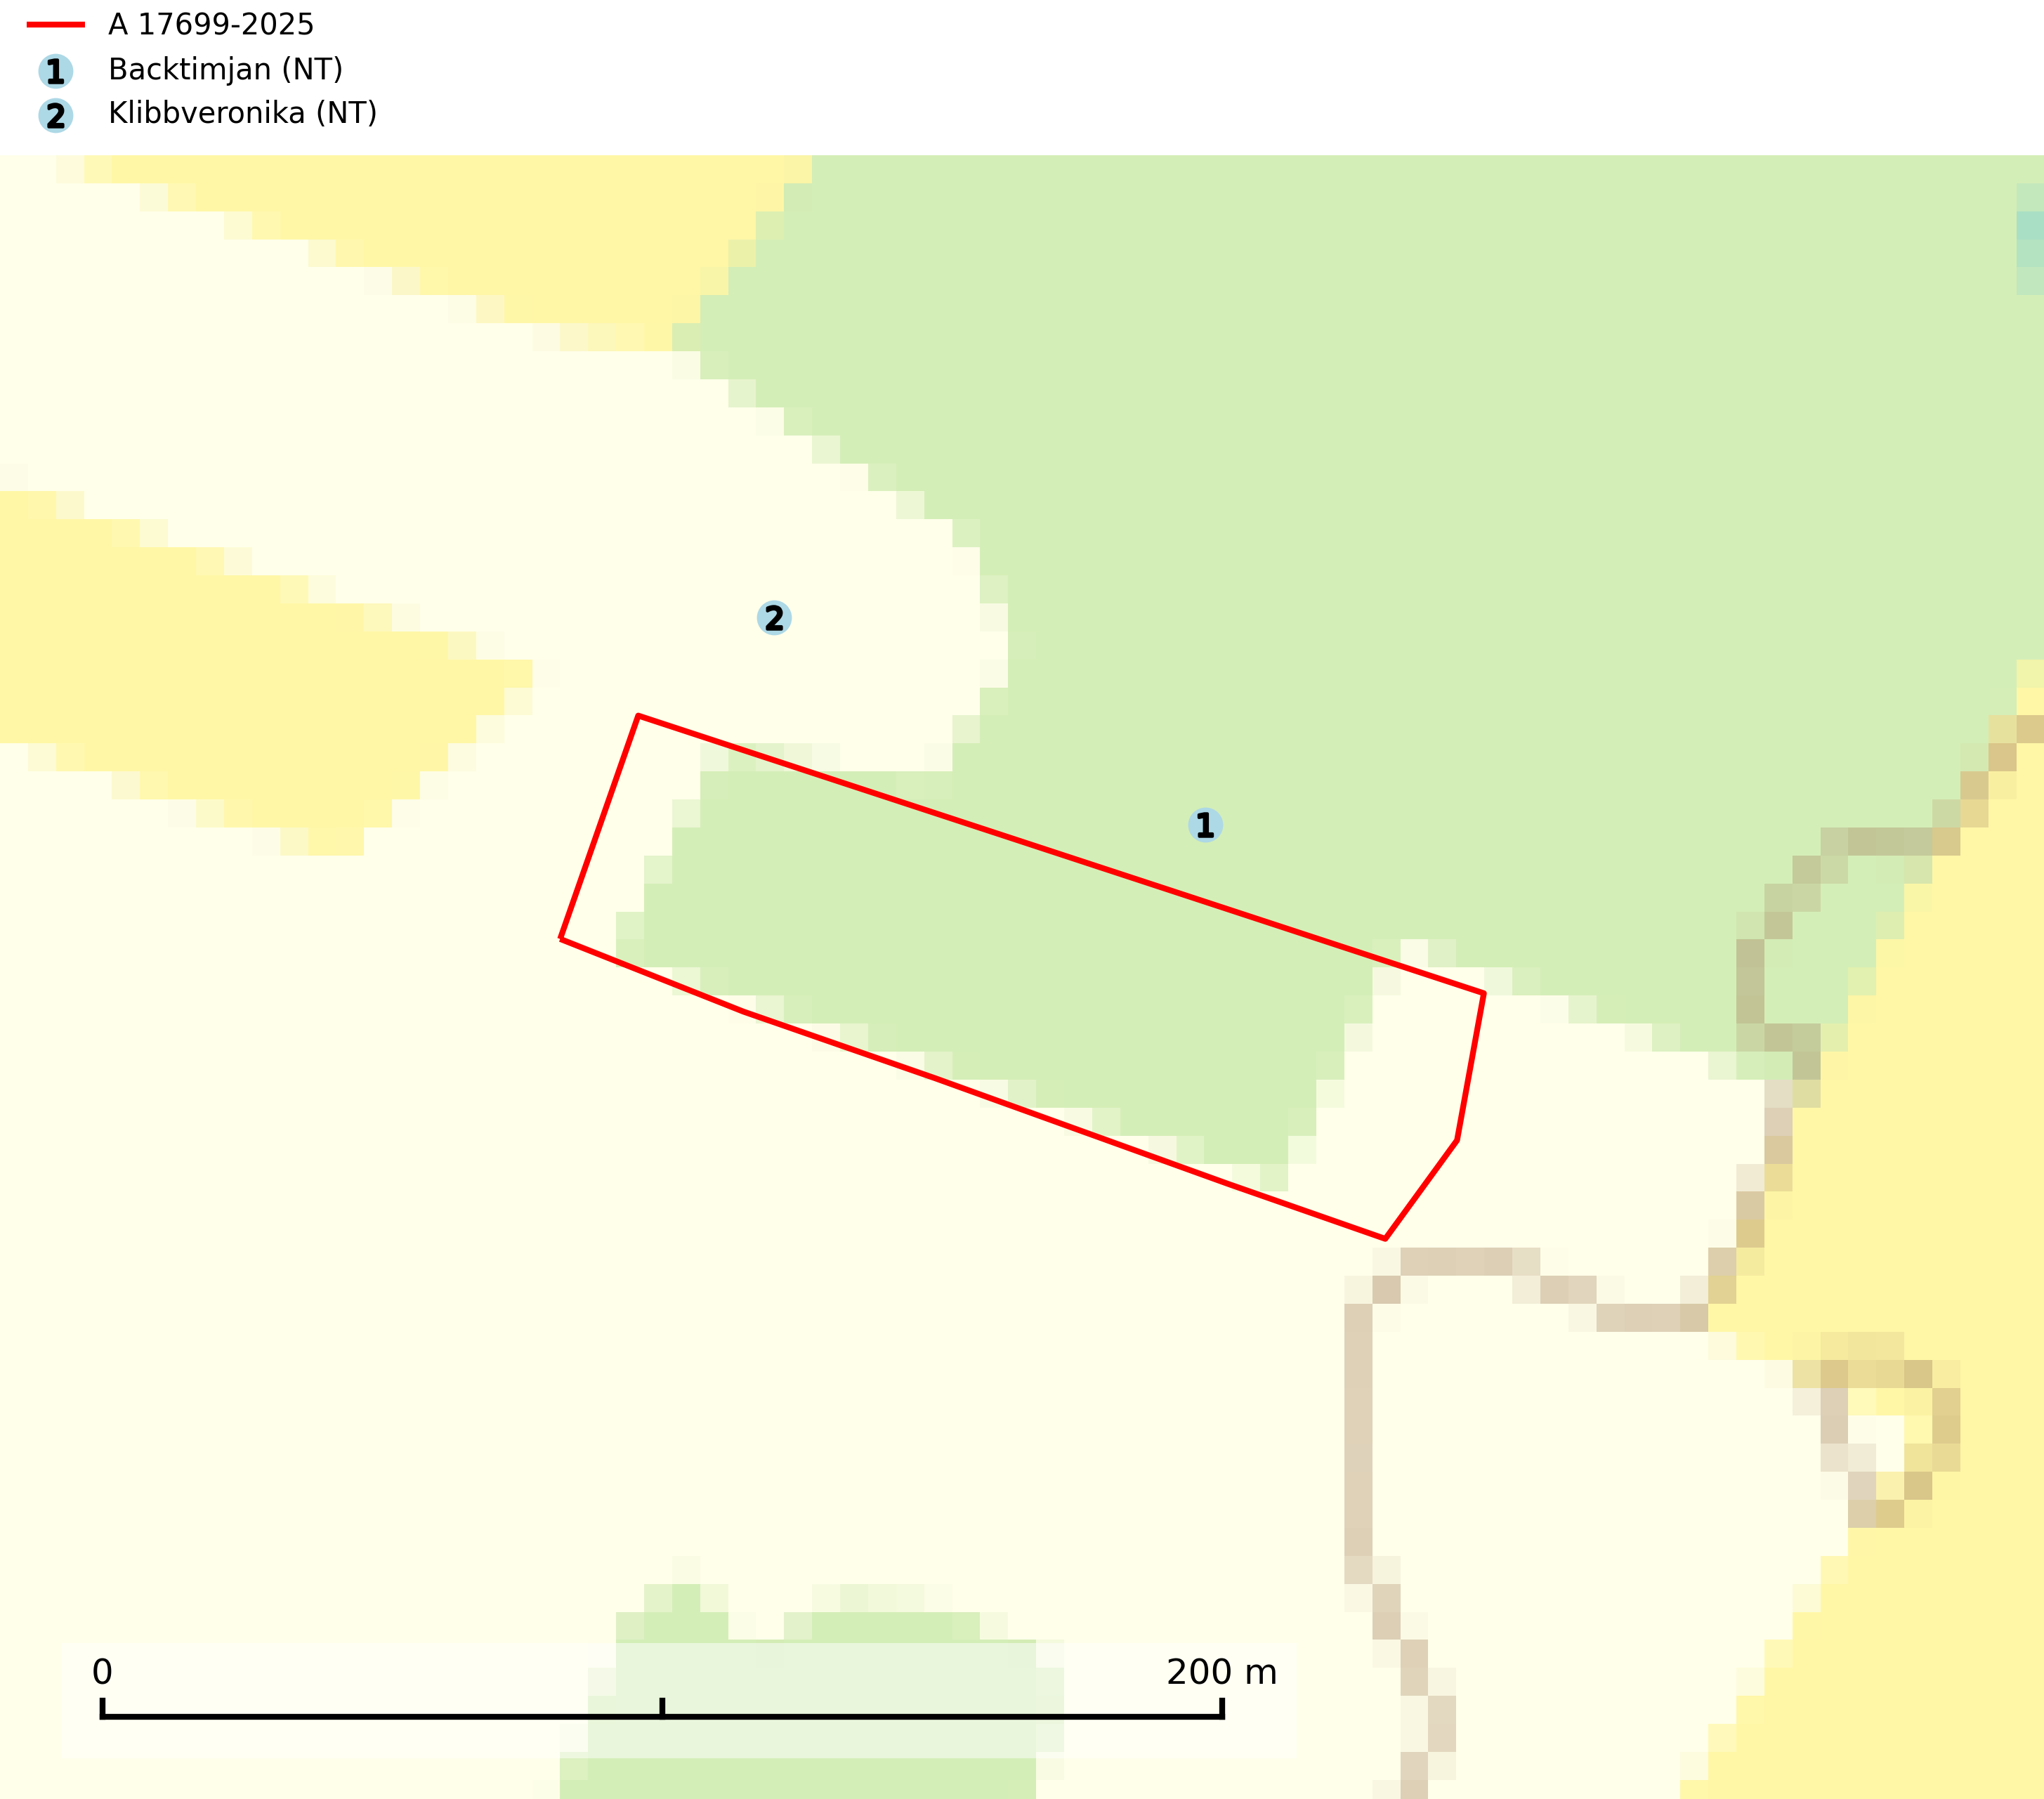 A 17699-2025
1 Backtimjan (NT)
2 Klibbveronika (NT)
2
1
0 200 m